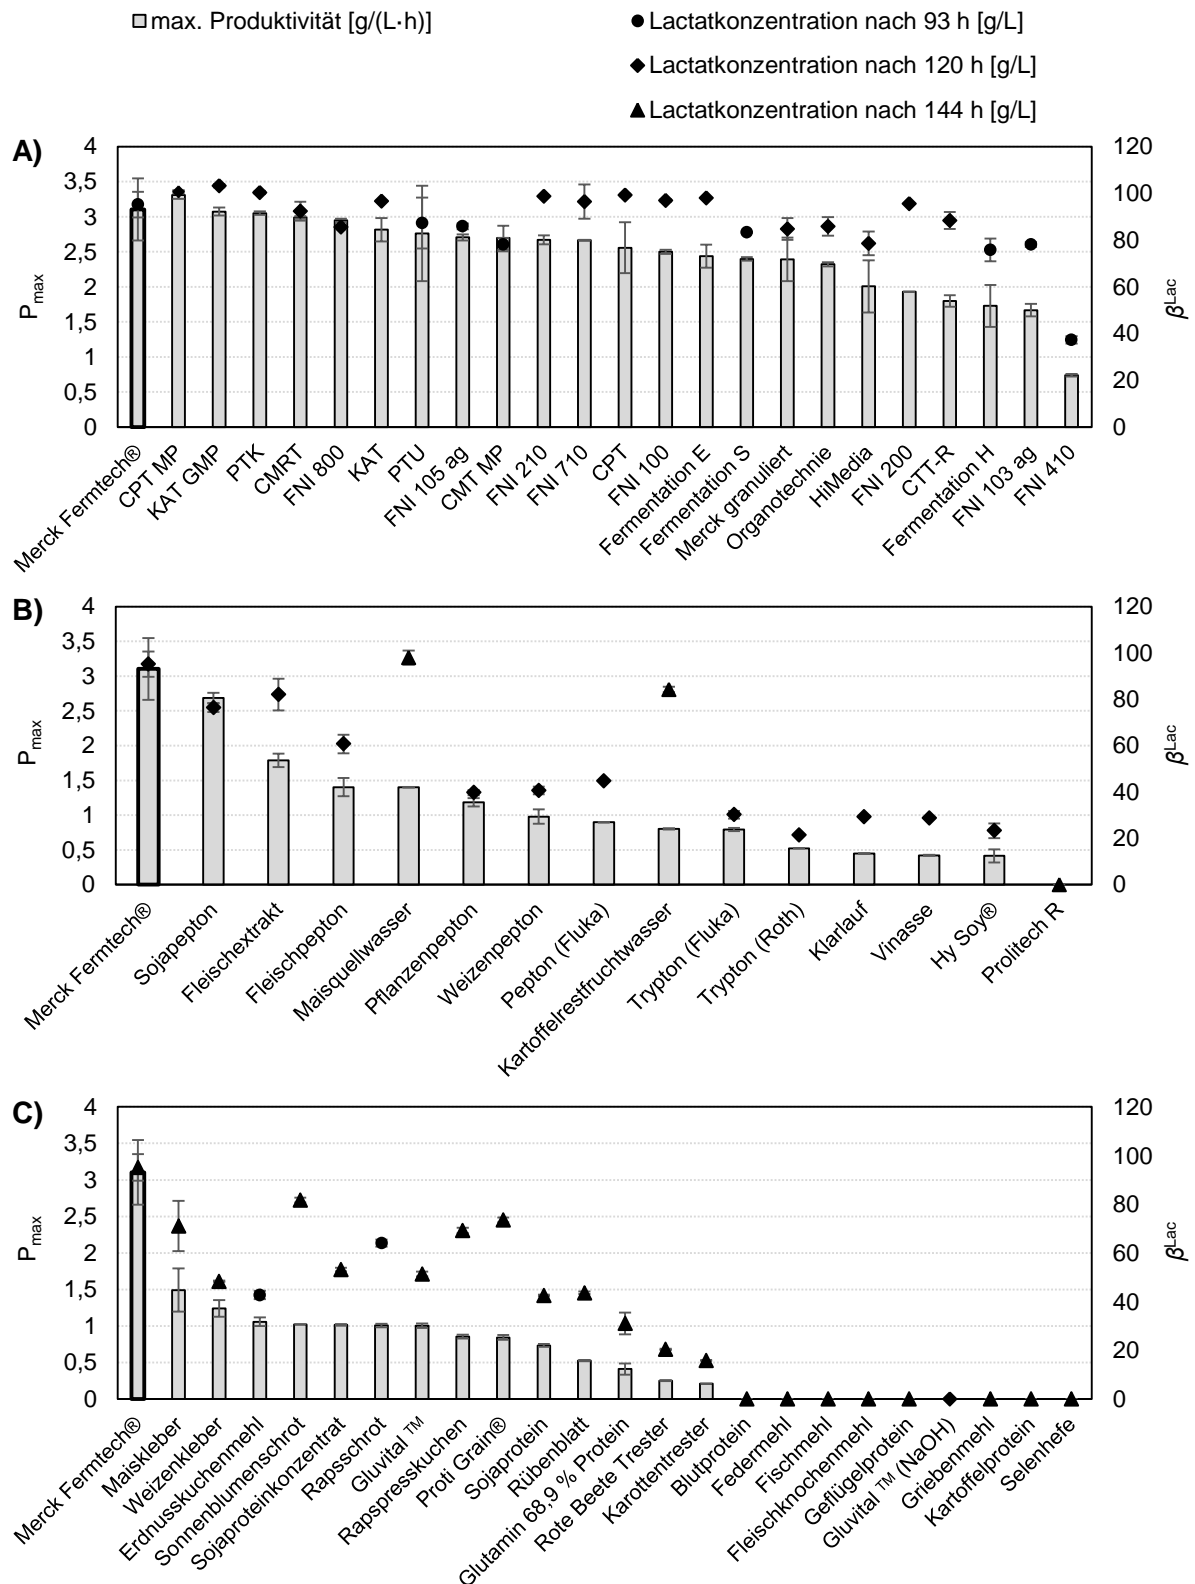 max. Produktivität [g/(L·h)]
Lactatkonzentration nach 93 h [g/L]
Lactatkonzentration nach 120 h [g/L]
Lactatkonzentration nach 144 h [g/L]
A)
4
3,5
3
2,5
2
1,5
1
0,5
0
Pmax
120
100
80
60
40
20
0
βLac
Merck Fermtech®
CPT MP
KAT GMP
PTK
CMRT
FNI 800
KAT
PTU
FNI 105 ag
CMT MP
FNI 210
FNI 710
CPT
FNI 100
Fermentation E
Fermentation S
Merck granuliert
Organotechnie
HiMedia
FNI 200
CTT-R
Fermentation H
FNI 103 ag
FNI 410
B)
4
3,5
3
2,5
2
1,5
1
0,5
0
Pmax
120
100
80
60
40
20
0
βLac
Merck Fermtech®
Sojapepton
Fleischextrakt
Fleischpepton
Maisquellwasser
Pflanzenpepton
Weizenpepton
Pepton (Fluka)
Kartoffelrestfruchtwasser
Trypton (Fluka)
Trypton (Roth)
Klarlauf
Vinasse
Hy Soy®
Prolitech R
C)
4
3,5
3
2,5
2
1,5
1
0,5
0
Pmax
120
100
80
60
40
20
0
βLac
Merck Fermtech®
Maiskleber
Weizenkleber
Erdnusskuchenmehl
Sonnenblumenschrot
Sojaproteinkonzentrat
Rapsschrot
Gluvital ™
Rapspresskuchen
Proti Grain®
Sojaprotein
Rübenblatt
Glutamin 68,9 % Protein
Rote Beete Trester
Karottentrester
Blutprotein
Federmehl
Fischmehl
Fleischknochenmehl
Geflügelprotein
Gluvital ™ (NaOH)
Griebenmehl
Kartoffelprotein
Selenhefe